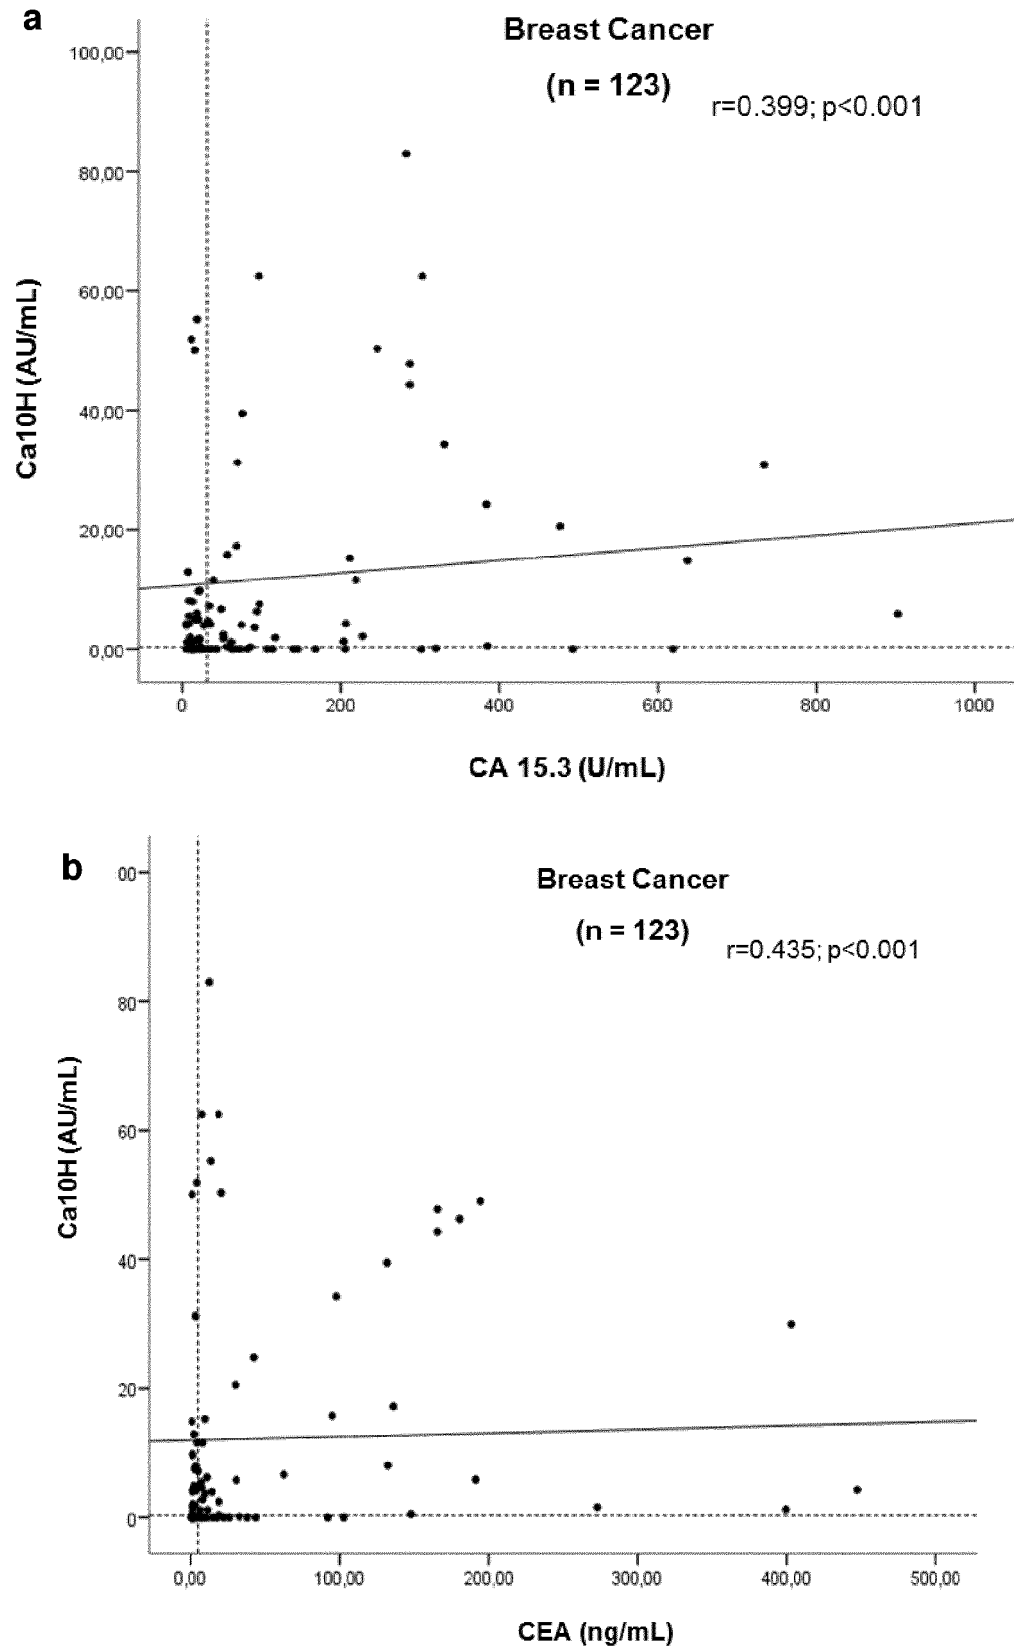 a
Breast Cancer
(n = 123)
r=0.399; p<0.001
100,00
80,00
60,00
40,00
20,00
0,00
Ca10H (AU/mL)
0 200 400 600 800 1000
CA 15.3 (U/mL)
b
Breast Cancer
(n = 123)
r=0.435; p<0.001
00
80
60
40
20
0
Ca10H (AU/mL)
0,00 100,00 200,00 300,00 400,00 500,00
CEA (ng/mL)